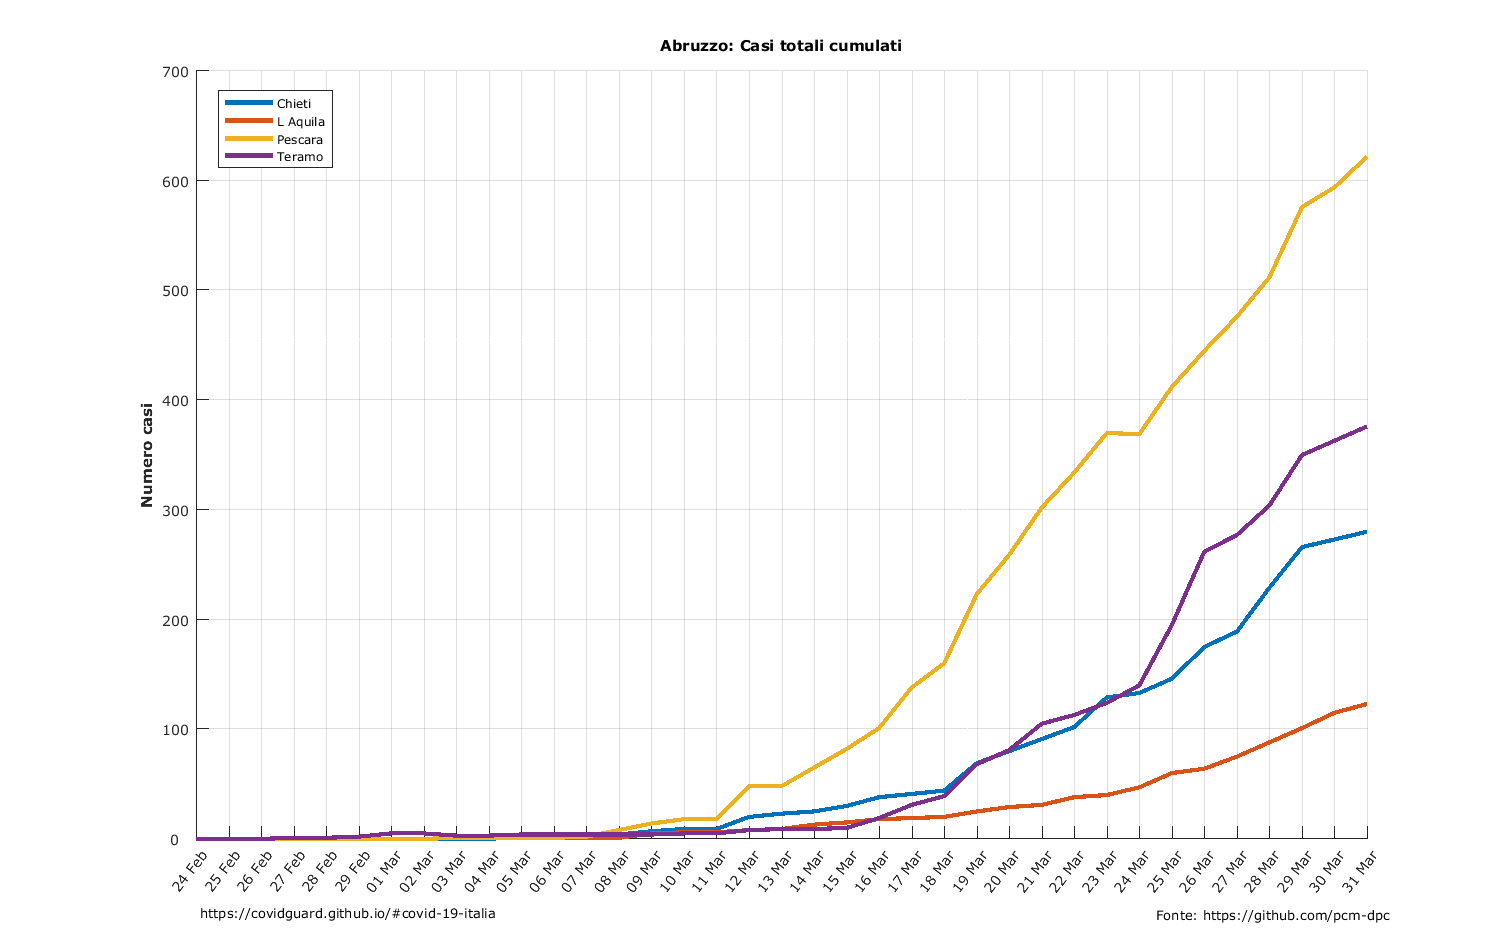 Abruzzo: Casi totali cumulati
700
600
500
400
300
200
100
0
Numero casi
Chieti
L Aquila
Pescara
Teramo
24 Feb
25 Feb
26 Feb
27 Feb
28 Feb
29 Feb
01 Mar
02 Mar
03 Mar
04 Mar
05 Mar
06 Mar
07 Mar
08 Mar
09 Mar
10 Mar
11 Mar
12 Mar
13 Mar
14 Mar
15 Mar
16 Mar
17 Mar
18 Mar
19 Mar
20 Mar
21 Mar
22 Mar
23 Mar
24 Mar
25 Mar
26 Mar
27 Mar
28 Mar
29 Mar
30 Mar
31 Mar
https://covidguard.github.io/#covid-19-italia
Fonte: https://github.com/pcm-dpc